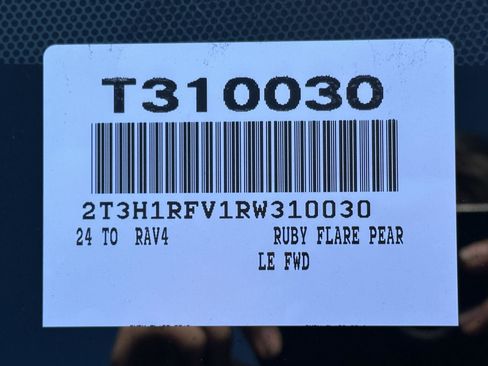 T310030
2T3H1RFV1RW310030
24 TO RAV4 RUBY FLARE PEAR
LE FWD